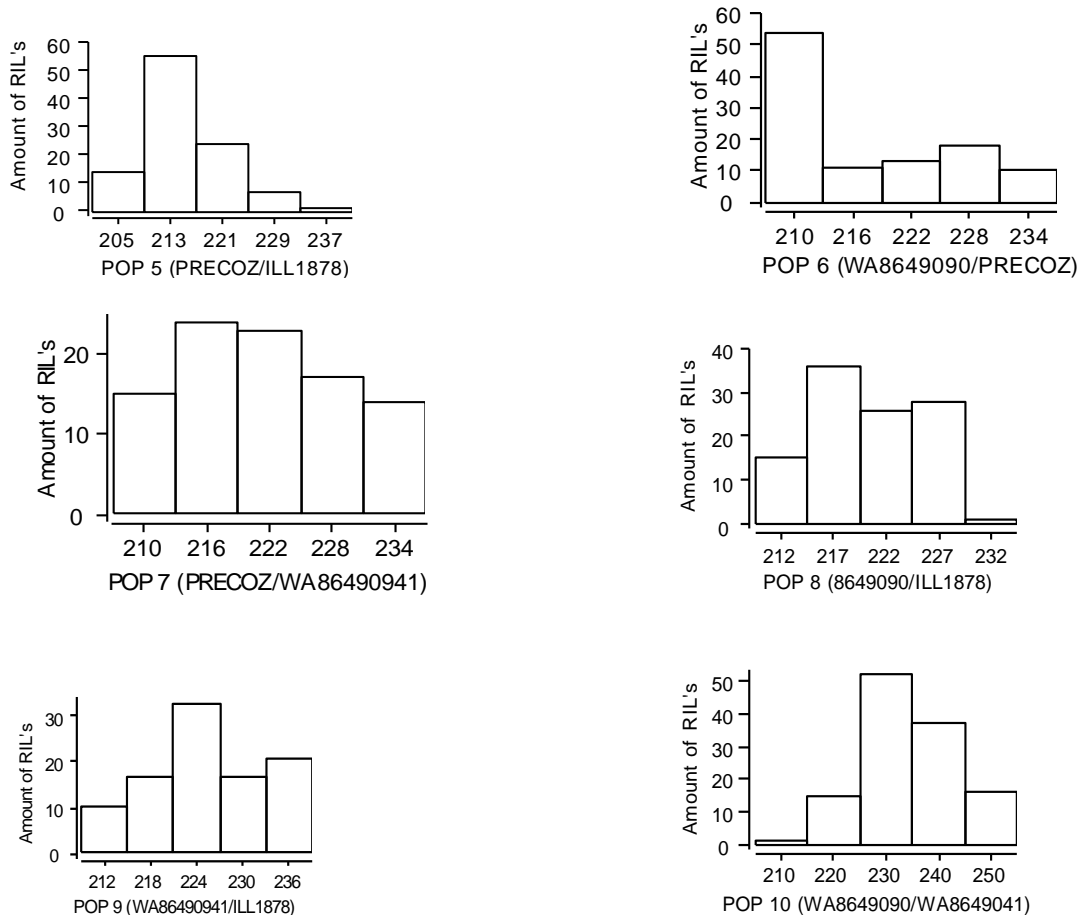 Amount of RIL's
60
50
40
30
20
10
0
205 213 221 229 237
POP 5 (PRECOZ/ILL1878)
Amount of RIL's
60
50
40
30
20
10
0
210 216 222 228 234
POP 6 (WA8649090/PRECOZ)
Amount of RIL's
20
10
0
210 216 222 228 234
POP 7 (PRECOZ/WA86490941)
Amount of RIL's
40
30
20
10
0
212 217 222 227 232
POP 8 (8649090/ILL1878)
Amount of RIL's
30
20
10
0
212 218 224 230 236
POP 9 (WA86490941/ILL1878)
Amount of RIL's
50
40
30
20
10
0
210 220 230 240 250
POP 10 (WA8649090/WA8649041)